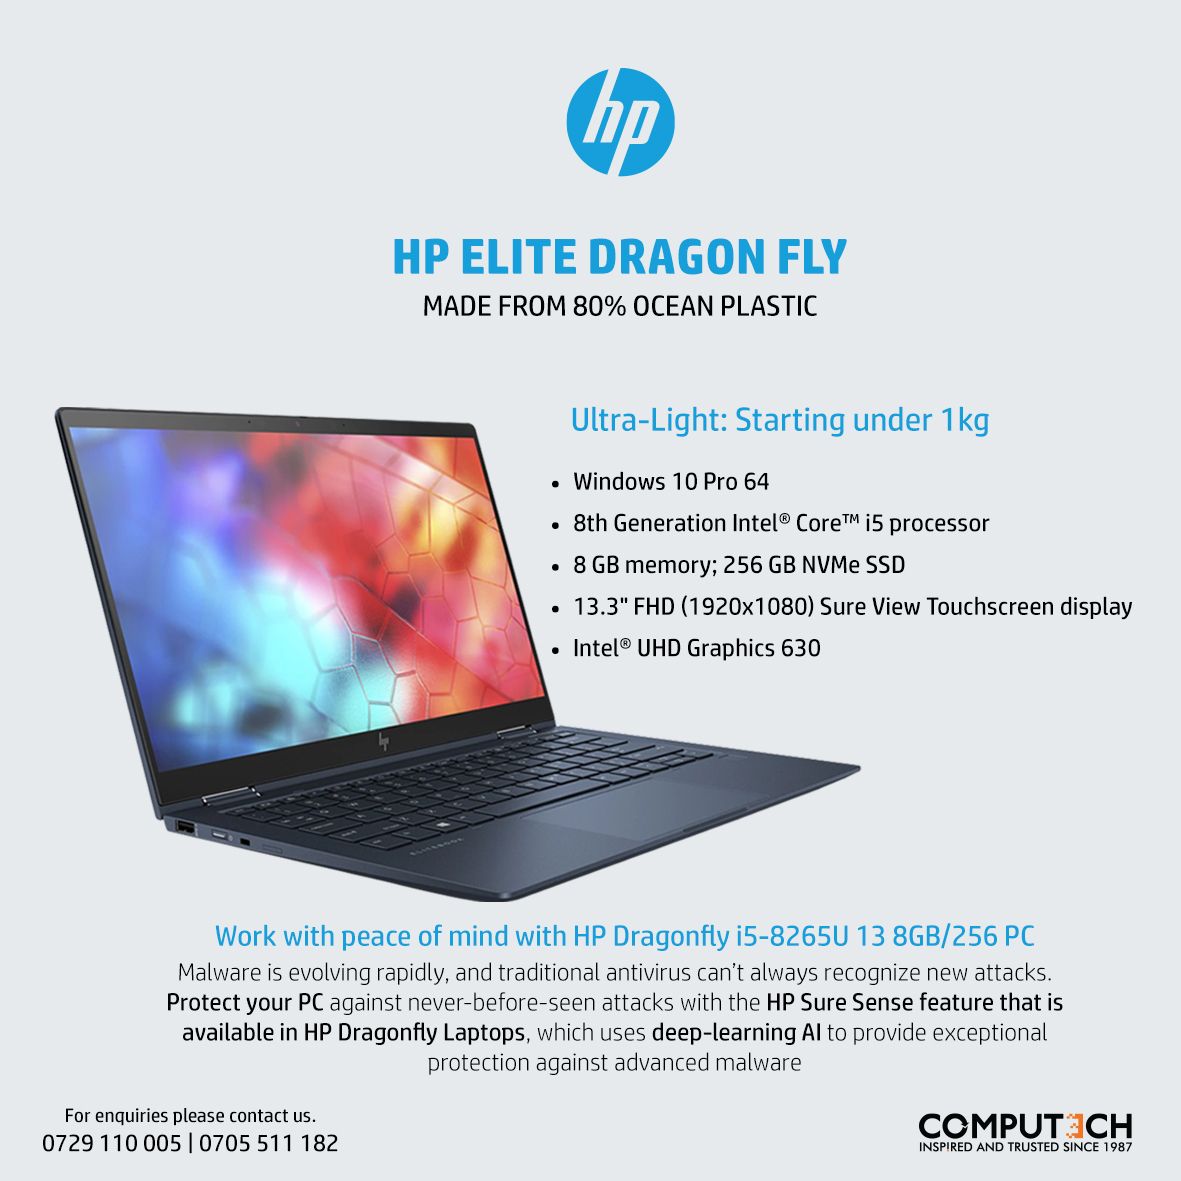 hp
HP ELITE DRAGON FLY
MADE FROM 80% OCEAN PLASTIC
Ultra-Light: Starting under 1kg
• Windows 10 Pro 64
• 8th Generation Intel® Core™ i5 processor
• 8 GB memory; 256 GB NVMe SSD
• 13.3" FHD (1920x1080) Sure View Touchscreen display
• Intel® UHD Graphics 630
hp
ELITEBOOK
Work with peace of mind with HP Dragonfly i5-8265U 13 8GB/256 PC
Malware is evolving rapidly, and traditional antivirus can’t always recognize new attacks.
Protect your PC against never-before-seen attacks with the HP Sure Sense feature that is
available in HP Dragonfly Laptops, which uses deep-learning AI to provide exceptional
protection against advanced malware
For enquiries please contact us.
0729 110 005 | 0705 511 182
COMPUTECH
INSPIRED AND TRUSTED SINCE 1987